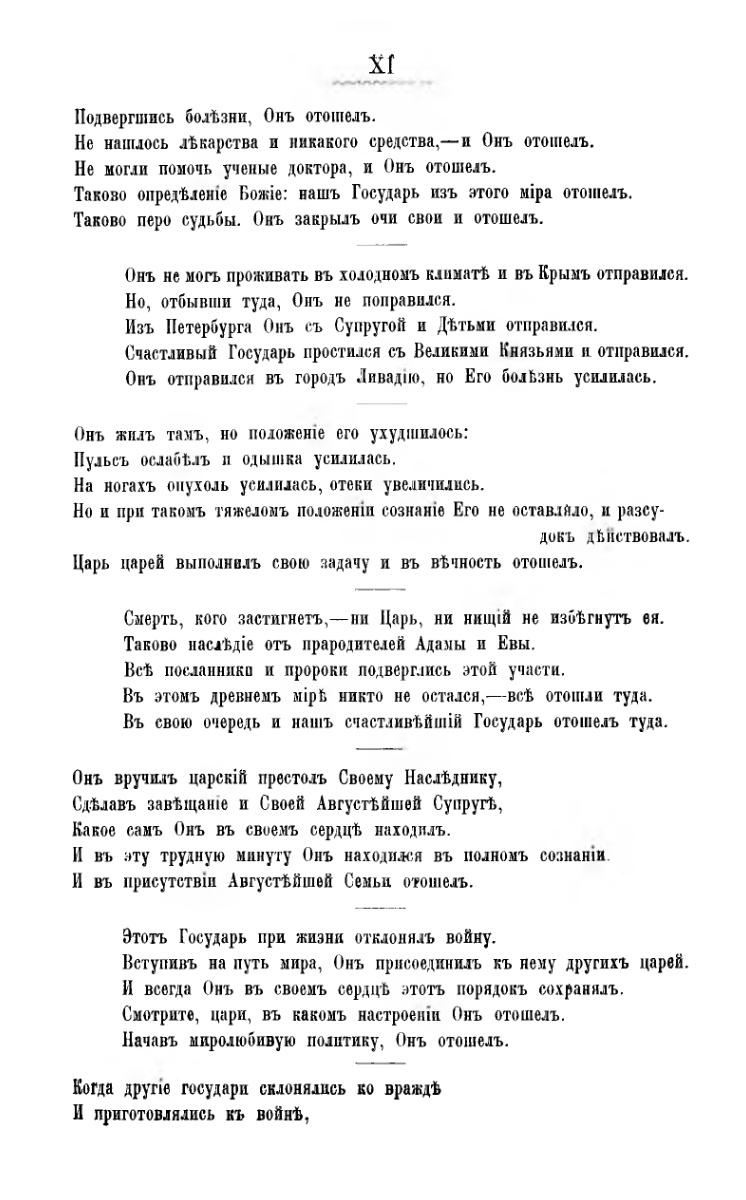 XI
Подвергшись болѣзни, Онъ отошелъ.
Не нашлось лѣкарства и никакого средства,—и Онъ отошелъ.
Не могли помочь ученые доктора, и Онъ отошелъ.
Таково опредѣленіе Божіе: нашъ Государь изъ этого міра отошелъ.
Таково перо судьбы. Онъ закрылъ очи свои и отошелъ.
Онъ не могъ проживать въ холодномъ климатѣ и въ Крымъ отправился.
Но, отбывши туда, Онъ не поправился.
Изъ Петербурга Онъ съ Супругой и Дѣтьми отправился.
Счастливый Государь простился съ Великими Князьями и отправился.
Онъ отправился въ городъ Ливадію, но Его болѣзнь усилилась.
Онъ жилъ тамъ, но положеніе его ухудшилось:
Пульсъ ослабѣлъ и одышка усилилась.
На ногахъ опухоль усилилась, отеки увеличились.
Но и при такомъ тяжеломъ положеніи сознаніе Его не оставляло, и разсу-
докъ дѣйствовалъ.
Царь царей выполнилъ свою задачу и въ вѣчность отошелъ.
Смерть, кого застигнетъ,—ни Царь, ни нищій не избѣгнутъ ея.
Таково наслѣдіе отъ прародителей Адамы и Евы.
Всѣ посланники и пророки подверглись этой участи.
Въ этомъ древнемъ мірѣ никто не остался,—всѣ отошли туда.
Въ свою очередь и нашъ счастливѣйшій Государь отошелъ туда.
Онъ вручилъ царскій престолъ Своему Наслѣднику,
Сдѣлавъ завѣщаніе и Своей Августѣйшей Супругѣ,
Какое самъ Онъ въ своемъ сердцѣ находилъ.
И въ эту трудную минуту Онъ находился въ полномъ сознаніи.
И въ присутствіи Августѣйшей Семьи отошелъ.
Этотъ Государь при жизни отклонялъ войну.
Вступивъ на путь мира, Онъ присоединилъ къ нему другихъ царей.
И всегда Онъ въ своемъ сердцѣ этотъ порядокъ сохранялъ.
Смотрите, цари, въ какомъ настроеніи Онъ отошелъ.
Начавъ миролюбивую политику, Онъ отошелъ.
Когда другіе государи склонялись ко враждѣ
И приготовлялись къ войнѣ,